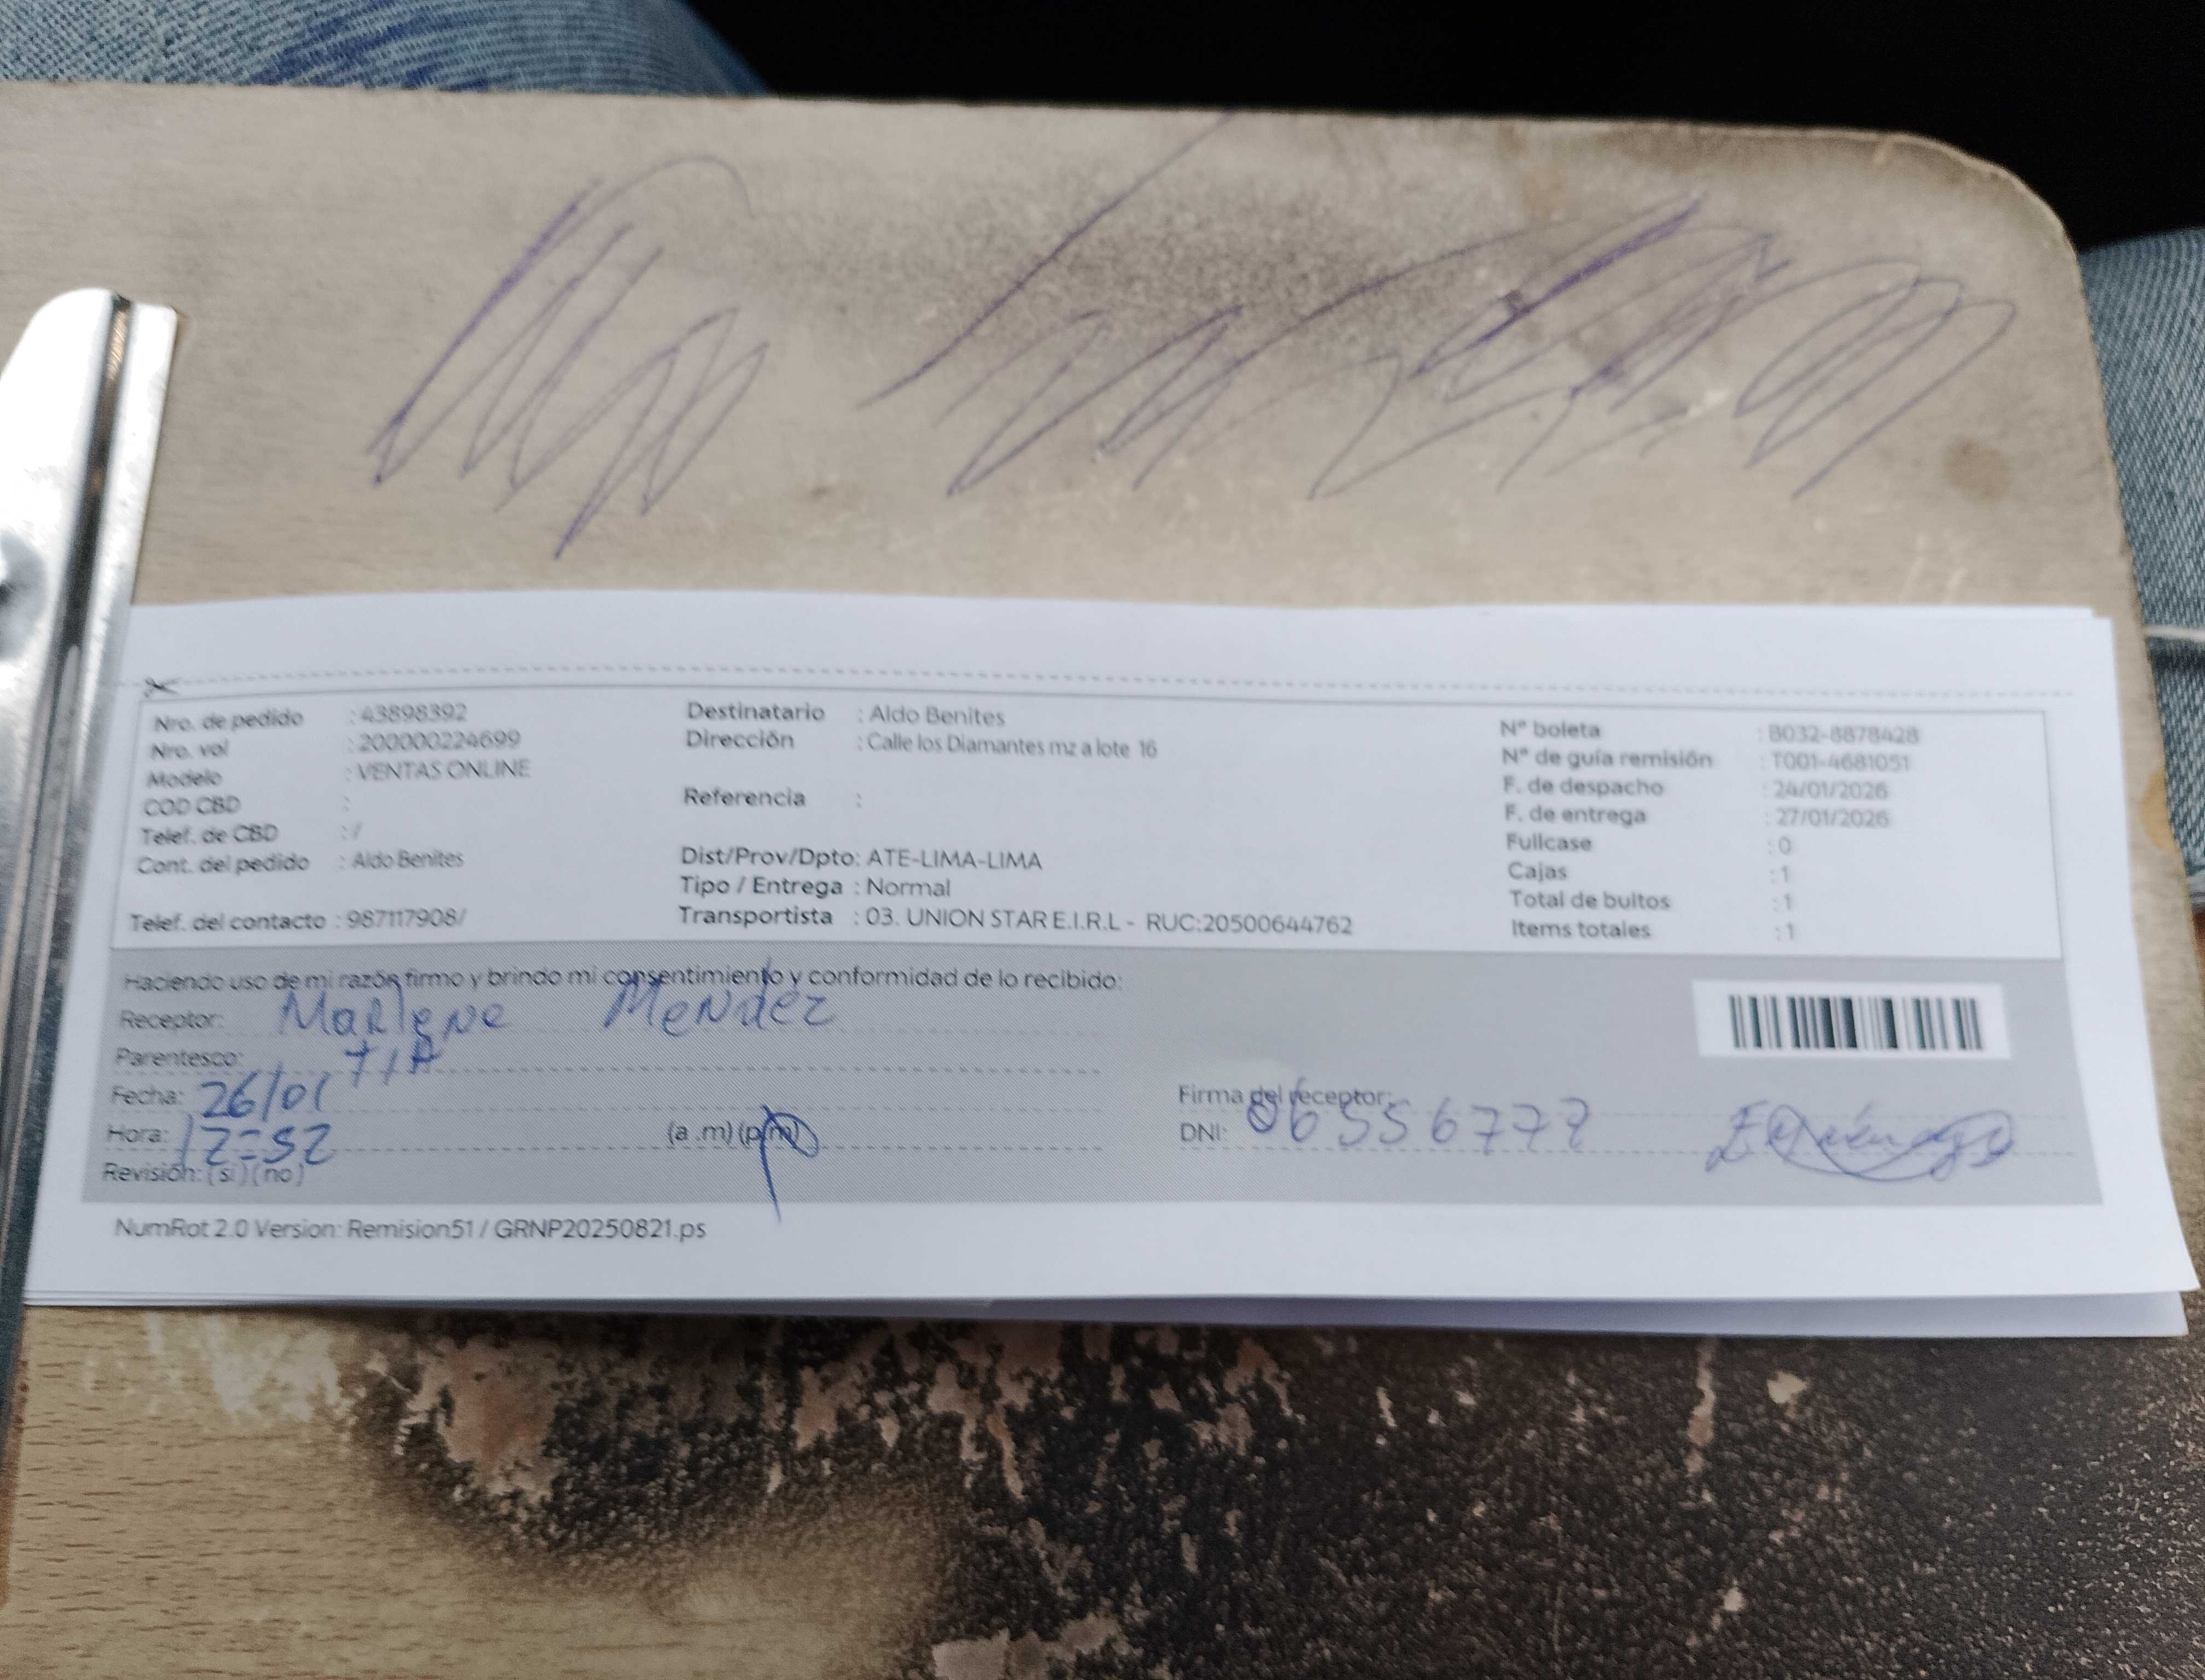 Nro. de pedido : 43898392
Nro. vol : 200000224699
Modelo : VENTAS ONLINE
COD CBD :
Telef. de CBD : /
Cont. del pedido : Aldo Benites
Telef. del contacto : 987117908/
Destinatario : Aldo Benites
Dirección : Calle los Diamantes mz a lote 16
Referencia :
Dist/Prov/Dpto: ATE-LIMA-LIMA
Tipo / Entrega : Normal
Transportista : 03. UNION STAR E.I.R.L - RUC:20500644762
N° boleta : B032-8878428
N° de guía remisión : T001-4681051
F. de despacho : 24/01/2026
F. de entrega : 27/01/2026
Fullcase : 0
Cajas : 1
Total de bultos : 1
Items totales : 1
Haciendo uso de mi razón firmo y brindo mi consentimiento y conformidad de lo recibido:
Receptor: Marlene Mendez
Parentesco: TIA
Fecha: 26/01
Hora: 12=52 (a .m) (p.m)
Revisión: (si) (no)
Firma del receptor:
DNI: 06556777
NumRot 2.0 Version: Remision51 / GRNP20250821.ps